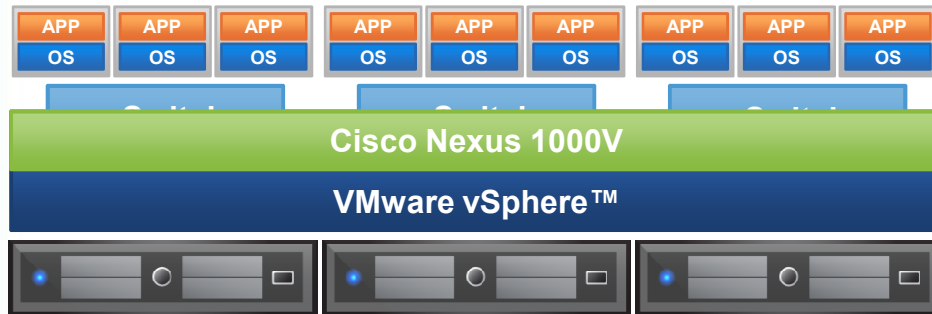 APP APP APP APP APP APP APP APP APP
OS OS OS OS OS OS OS OS OS
Cisco Nexus 1000V
VMware vSphere™